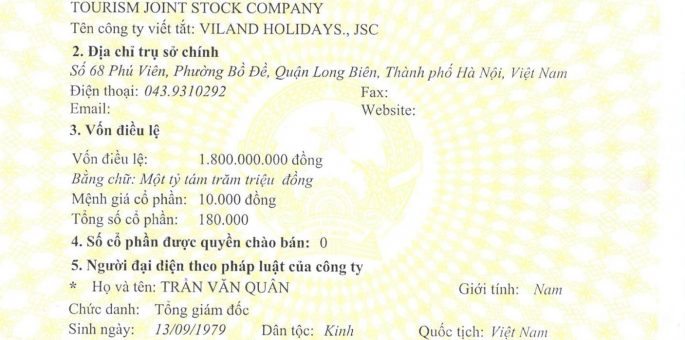 TOURISM JOINT STOCK COMPANY
Tên công ty viết tắt: VILAND HOLIDAYS., JSC
2. Địa chỉ trụ sở chính
Số 68 Phú Viên, Phường Bồ Đề, Quận Long Biên, Thành phố Hà Nội, Việt Nam
Điện thoại: 043.9310292 Fax:
Email: Website:
3. Vốn điều lệ
Vốn điều lệ: 1.800.000.000 đồng
Bằng chữ: Một tỷ tám trăm triệu đồng
Mệnh giá cổ phần: 10.000 đồng
Tổng số cổ phần: 180.000
4. Số cổ phần được quyền chào bán: 0
5. Người đại diện theo pháp luật của công ty
* Họ và tên: TRẦN VĂN QUÂN Giới tính: Nam
Chức danh: Tổng giám đốc
Sinh ngày: 13/09/1979 Dân tộc: Kinh Quốc tịch: Việt Nam